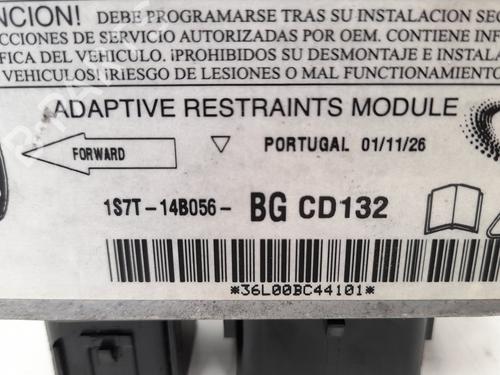 NCION! DEBE PROGRAMARSE TRAS SU INSTALACION SEG
CCIONES DE SERVICIO AUTORIZADAS POR OEM. CONTIENE INF
FICA DEL VEHICULO. ¡PROHIBIDOS SU DESMONTAJE E INSTALA
VEHICULOS! ¡RIESGO DE LESIONES O MAL FUNCIONAMIENTO
ADAPTIVE RESTRAINTS MODULE
FORWARD
PORTUGAL 01/11/26
1S7T-14B056- BG CD132
*36L00BC44101*